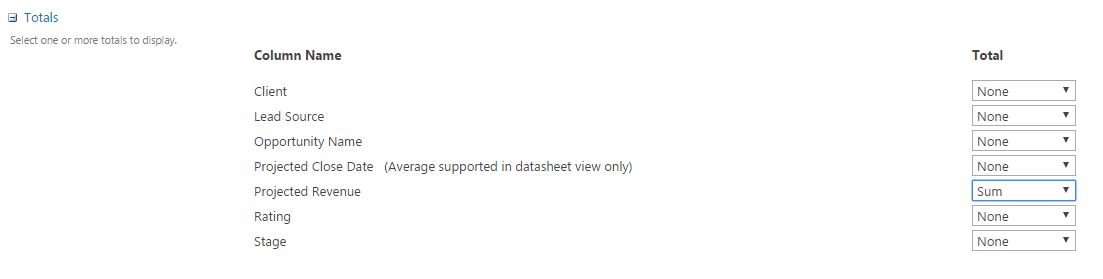 Totals
Select one or more totals to display.
Column Name Total
Client None
Lead Source None
Opportunity Name None
Projected Close Date (Average supported in datasheet view only) None
Projected Revenue Sum
Rating None
Stage None